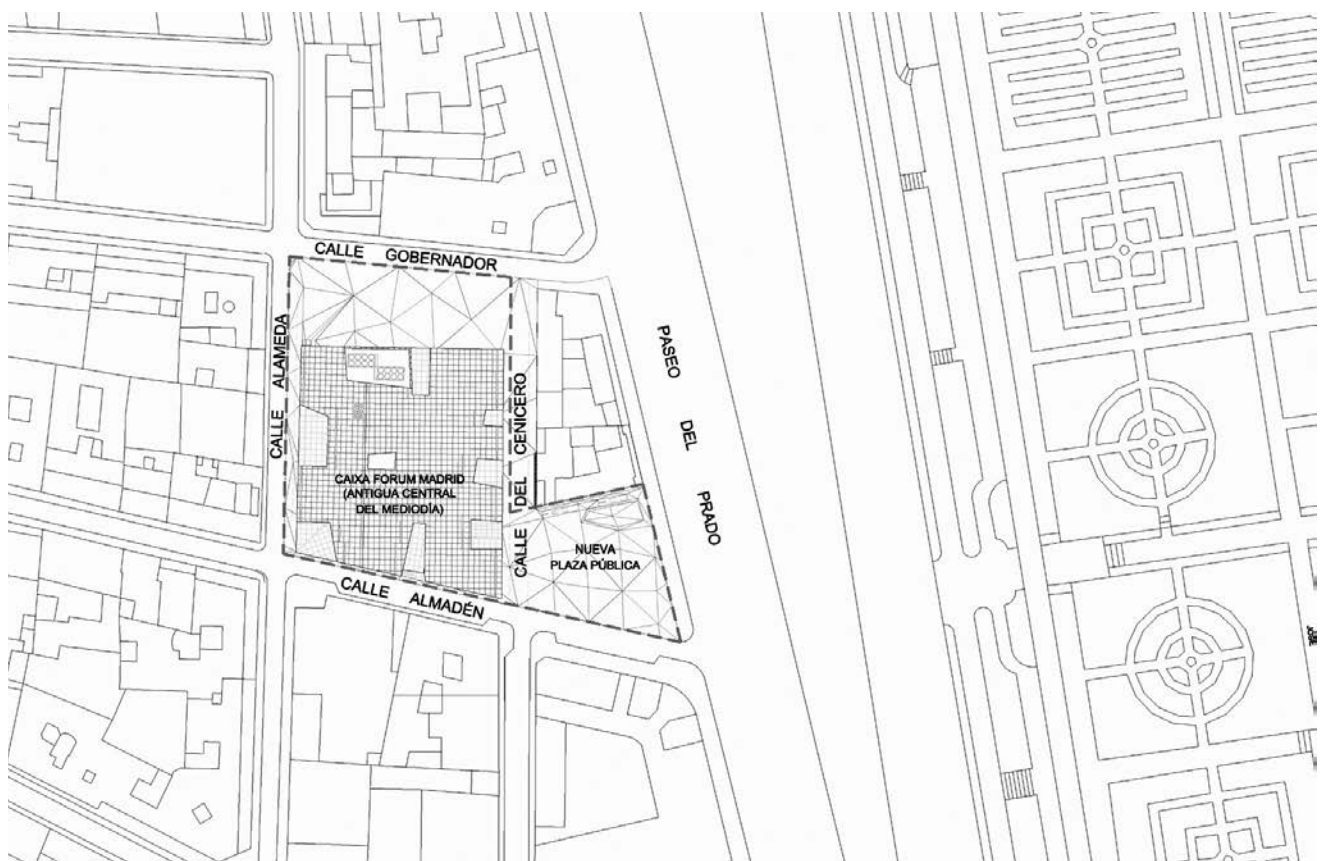 CALLE GOBERNADOR
CALLE ALAMEDA
PASEO DEL PRADO
CALLE DEL CENICERO
CAIXA FORUM MADRID
(ANTIGUA CENTRAL
DEL MEDIODÍA)
NUEVA
PLAZA PÚBLICA
CALLE ALMADÉN